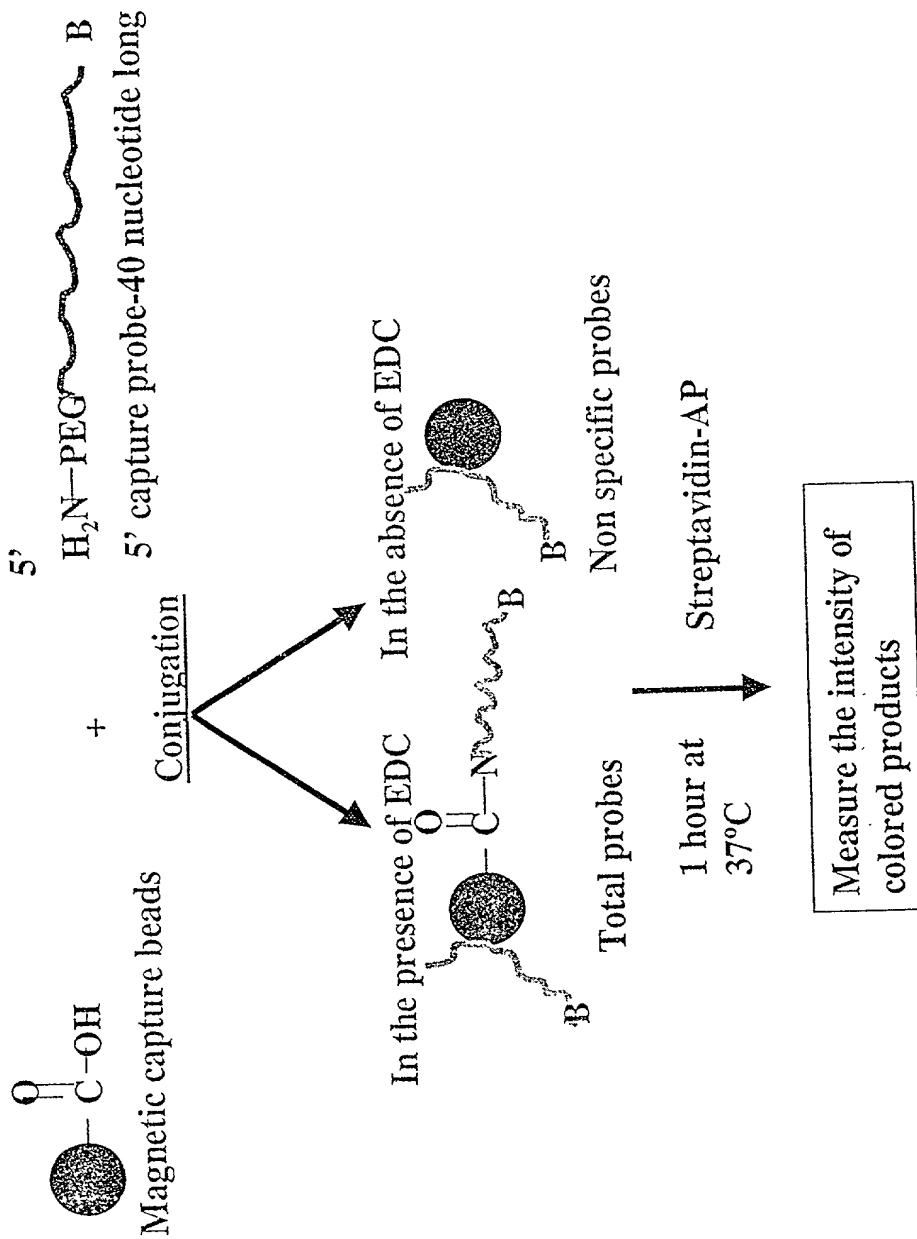 O
C-OH
Magnetic capture beads
+
5'
H₂N—PEG B
5' capture probe-40 nucleotide long
Conjugation
In the presence of EDC
O
C—N
B
B
Total probes
In the absence of EDC
B
Non specific probes
1 hour at
37°C
Streptavidin-AP
Measure the intensity of
colored products